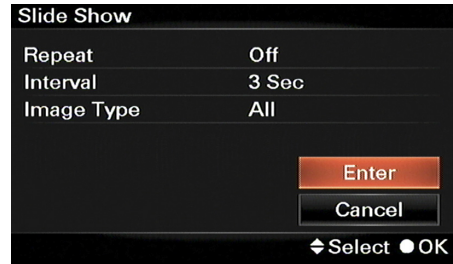 Slide Show
Repeat Off
Interval 3 Sec
Image Type All
Enter
Cancel
Select OK